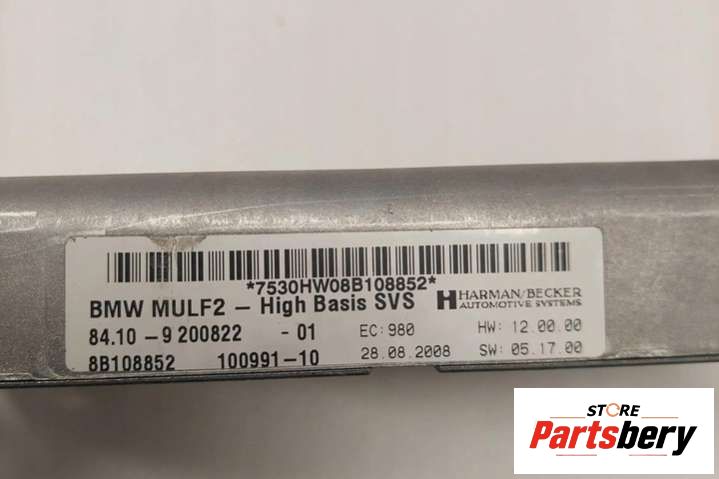 *7530HW08B108852*
BMW MULF2 – High Basis SVS
HARMAN/BECKER
AUTOMOTIVE SYSTEMS
84.10 -9 200822 -01 EC:980 HW: 12.00.00
8B108852 100991-10 28.08.2008 SW: 05.17.00
STORE
Partsbery